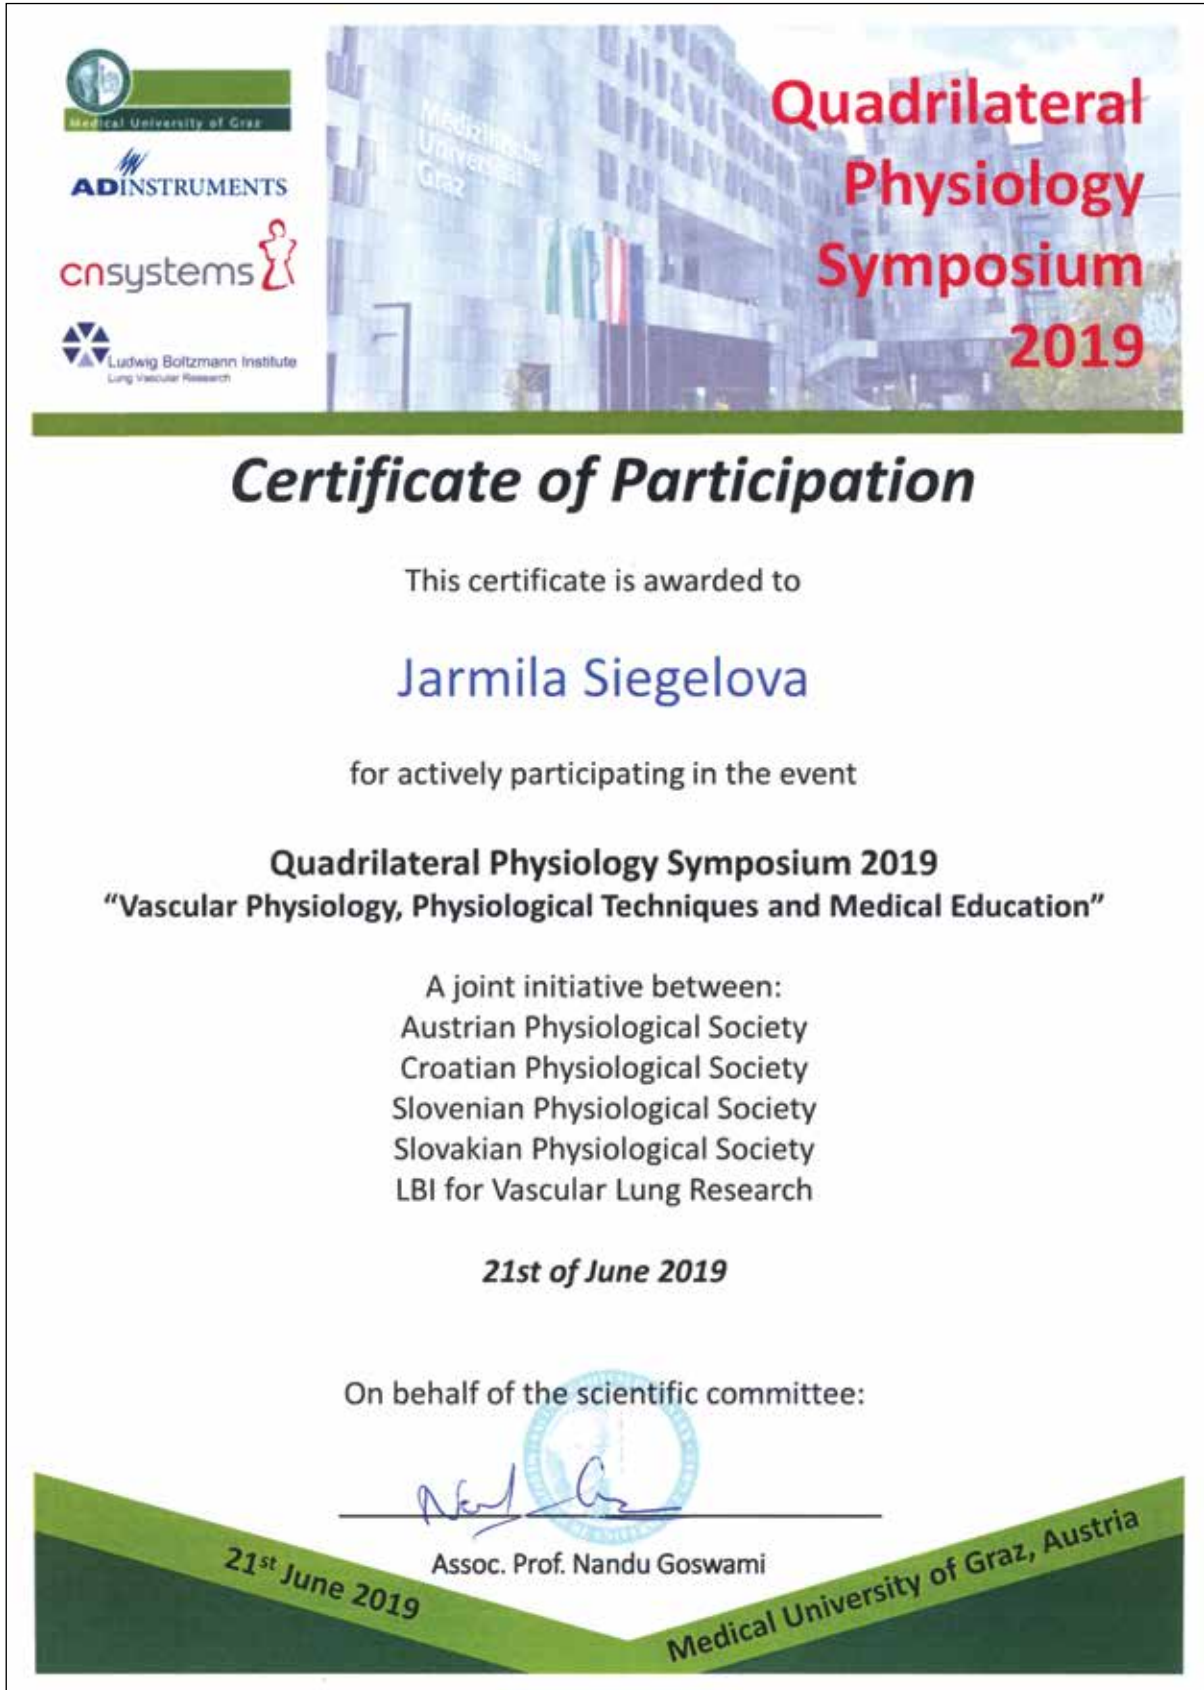 Medical University of Graz
ADINSTRUMENTS
cnsystems
Ludwig Boltzmann Institute
Lung Vascular Research
Medizinische
Universität
Graz
Quadrilateral
Physiology
Symposium
2019
Certificate of Participation
This certificate is awarded to
Jarmila Siegelova
for actively participating in the event
Quadrilateral Physiology Symposium 2019
“Vascular Physiology, Physiological Techniques and Medical Education”
A joint initiative between:
Austrian Physiological Society
Croatian Physiological Society
Slovenian Physiological Society
Slovakian Physiological Society
LBI for Vascular Lung Research
21st of June 2019
On behalf of the scientific committee:
Assoc. Prof. Nandu Goswami
21st June 2019
Medical University of Graz, Austria